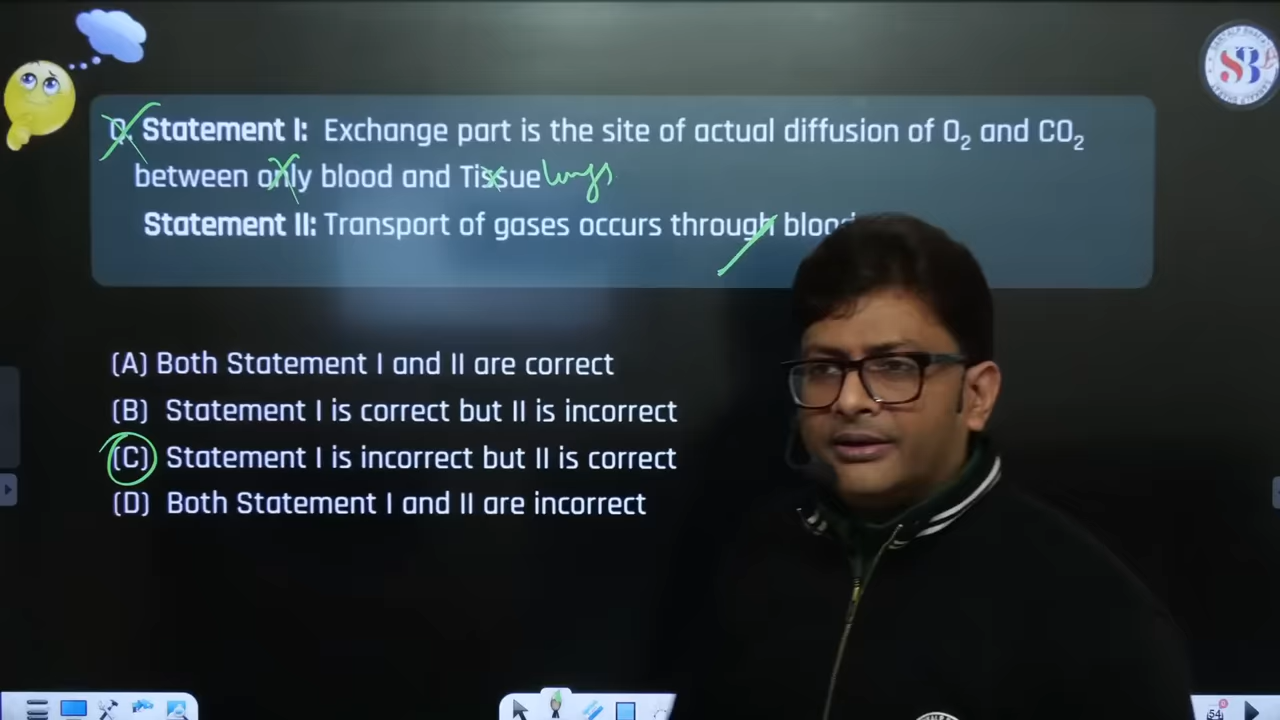 Q. Statement I: Exchange part is the site of actual diffusion of O₂ and CO₂
between only blood and Tissue lungs
Statement II: Transport of gases occurs through blood
(A) Both Statement I and II are correct
(B) Statement I is correct but II is incorrect
(C) Statement I is incorrect but II is correct
(D) Both Statement I and II are incorrect
SB
54